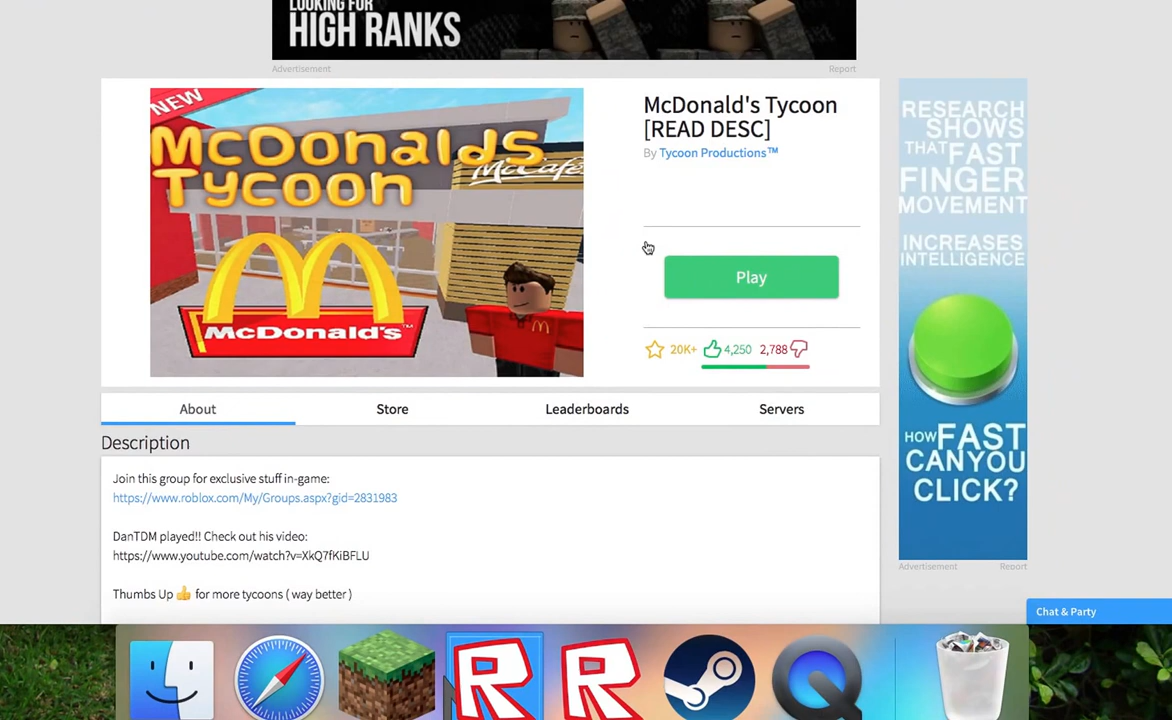 LOOKING FOR
HIGH RANKS
Advertisement
Report
NEW
McDonalds
Tycoon
Mccafe
McDonald's™
McDonald's Tycoon
[READ DESC]
By Tycoon Productions™
Play
20K+ 4,250 2,788
About
Store
Leaderboards
Servers
Description
Join this group for exclusive stuff in-game:
https://www.roblox.com/My/Groups.aspx?gid=2831983
DanTDM played!! Check out his video:
https://www.youtube.com/watch?v=XkQ7fKiBFLU
Thumbs Up 👍 for more tycoons ( way better )
RESEARCH
SHOWS
THAT FAST
FINGER
MOVEMENT
INCREASES
INTELLIGENCE
HOW FAST
CAN YOU
CLICK?
Advertisement
Report
Chat & Party